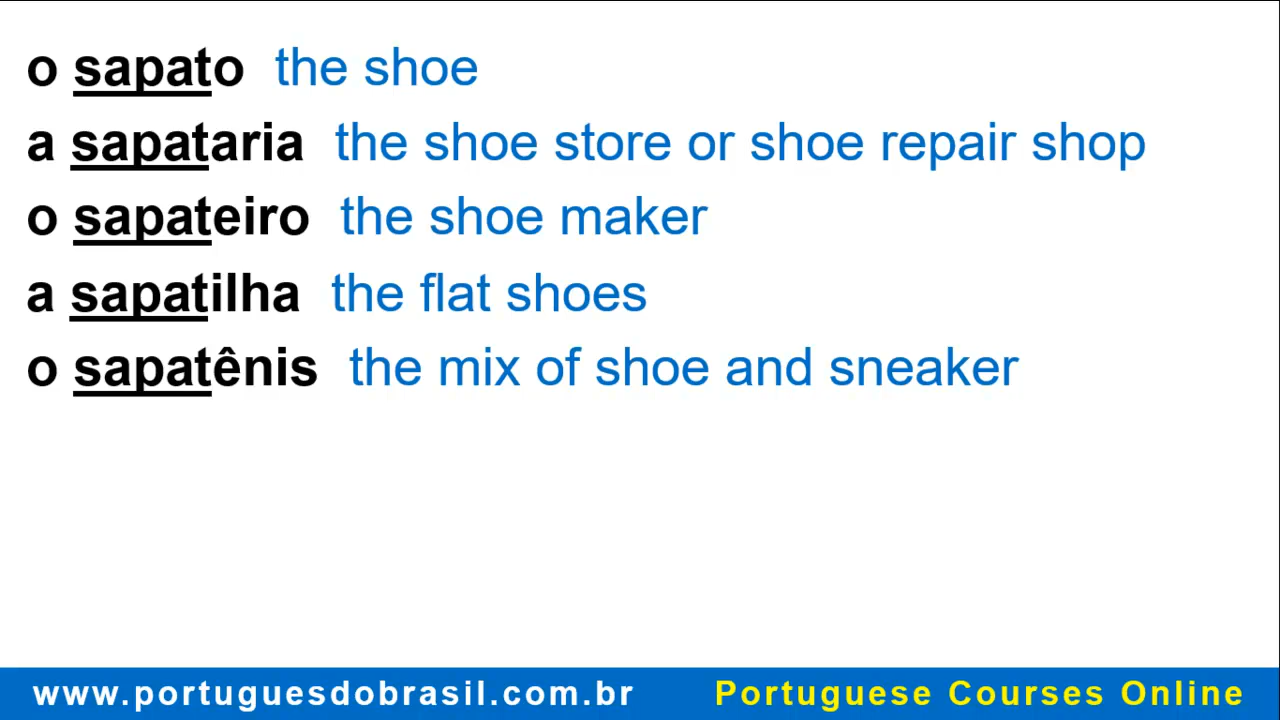 o sapato the shoe
a sapataria the shoe store or shoe repair shop
o sapateiro the shoe maker
a sapatilha the flat shoes
o sapatênis the mix of shoe and sneaker
www.portuguesdobrasil.com.br Portuguese Courses Online